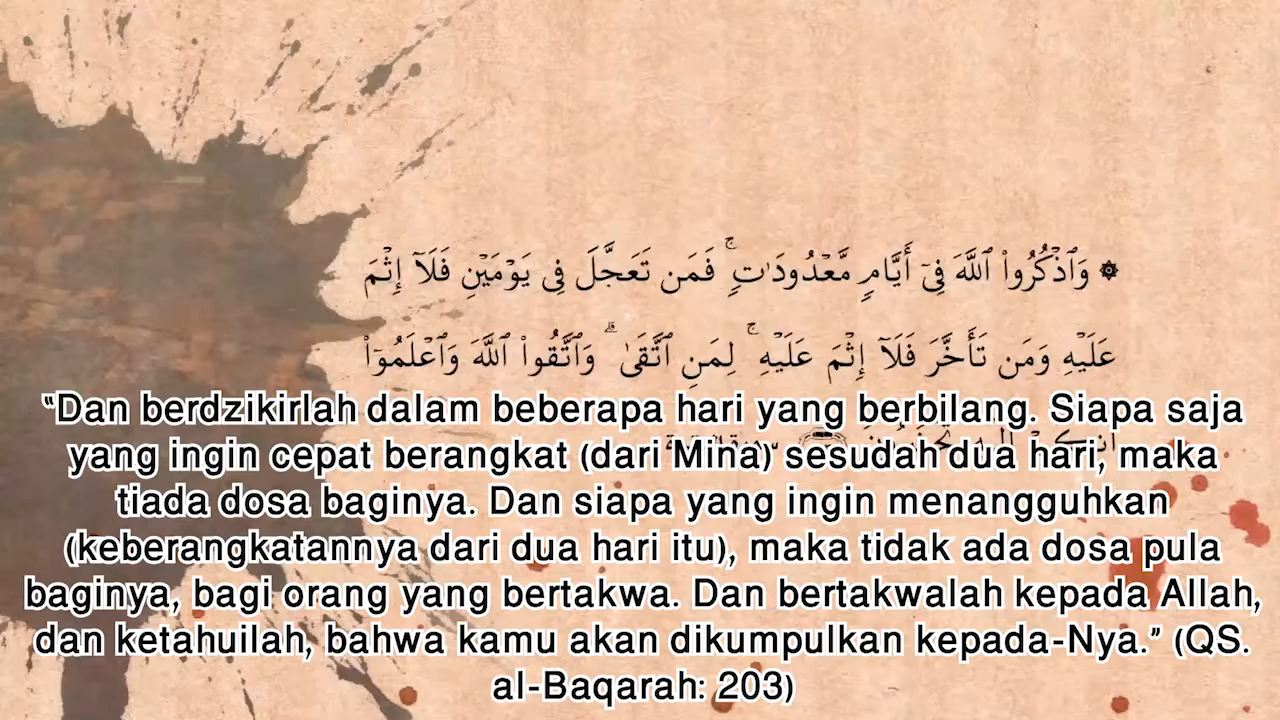 ۞ وَٱذْكُرُوا۟ ٱللَّهَ فِىٓ أَيَّامٍ مَّعْدُودَٰتٍ ۚ فَمَن تَعَجَّلَ فِى يَوْمَيْنِ فَلَآ إِثْمَ
عَلَيْهِ وَمَن تَأَخَّرَ فَلَآ إِثْمَ عَلَيْهِ ۚ لِمَنِ ٱتَّقَىٰ ۗ وَٱتَّقُوا۟ ٱللَّهَ وَٱعْلَمُوٓا۟
“Dan berdzikirlah dalam beberapa hari yang berbilang. Siapa saja
yang ingin cepat berangkat (dari Mina) sesudah dua hari, maka
tiada dosa baginya. Dan siapa yang ingin menangguhkan
(keberangkatannya dari dua hari itu), maka tidak ada dosa pula
baginya, bagi orang yang bertakwa. Dan bertakwalah kepada Allah,
dan ketahuilah, bahwa kamu akan dikumpulkan kepada-Nya.” (QS.
al-Baqarah: 203)